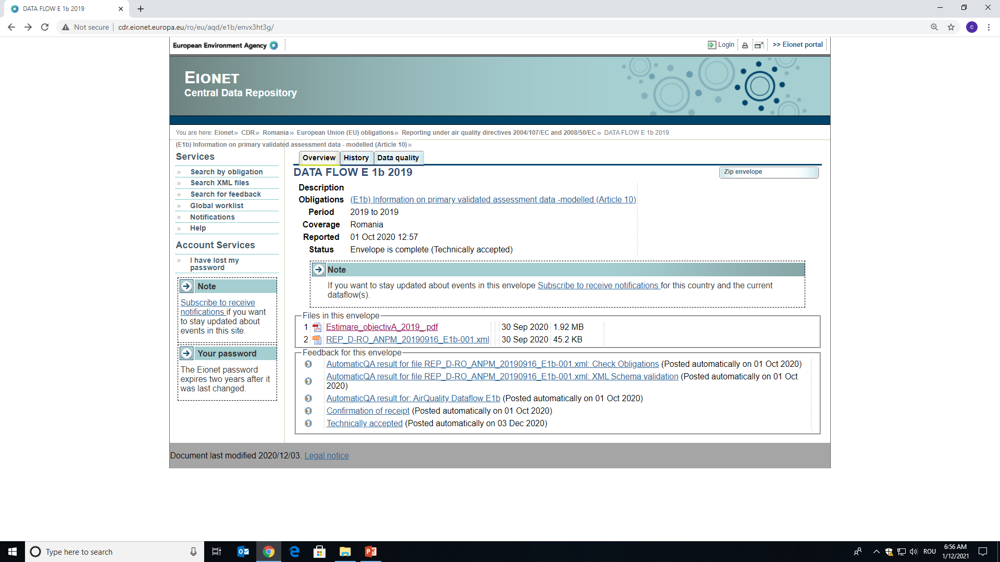 DATA FLOW E 1b 2019
Not secure
cdr.eionet.europa.eu/ro/eu/aqd/e1b/envx3ht3g/
c
European Environment Agency
Login
>> Eionet portal
EIONET
Central Data Repository
You are here: Eionet» CDR» Romania» European Union (EU) obligations» Reporting under air quality directives 2004/107/EC and 2008/50/EC» DATA FLOW E 1b 2019
(E1b) Information on primary validated assessment data - modelled (Article 10)»
Services
» Search by obligation
» Search XML files
» Search for feedback
» Global worklist
» Notifications
» Help
Account Services
» I have lost my
password
Note
Subscribe to receive
notifications if you want
to stay updated about
events in this site.
Your password
The Eionet password
expires two years after it
was last changed.
Overview History Data quality
DATA FLOW E 1b 2019
Zip envelope
Description
Obligations (E1b) Information on primary validated assessment data -modelled (Article 10)
Period 2019 to 2019
Coverage Romania
Reported 01 Oct 2020 12:57
Status Envelope is complete (Technically accepted)
Note
If you want to stay updated about events in this envelope Subscribe to receive notifications for this country and the current
dataflow(s).
Files in this envelope
1 Estimare_obiectivA_2019_.pdf 30 Sep 2020 1.92 MB
2 REP_D-RO_ANPM_20190916_E1b-001.xml 30 Sep 2020 45.2 KB
Feedback for this envelope
AutomaticQA result for file REP_D-RO_ANPM_20190916_E1b-001.xml: Check Obligations (Posted automatically on 01 Oct 2020)
AutomaticQA result for file REP_D-RO_ANPM_20190916_E1b-001.xml: XML Schema validation (Posted automatically on 01 Oct
2020)
AutomaticQA result for: AirQuality Dataflow E1b (Posted automatically on 01 Oct 2020)
Confirmation of receipt (Posted automatically on 01 Oct 2020)
Technically accepted (Posted automatically on 03 Dec 2020)
Document last modified 2020/12/03. Legal notice
Type here to search
ROU
6:56 AM
1/12/2021